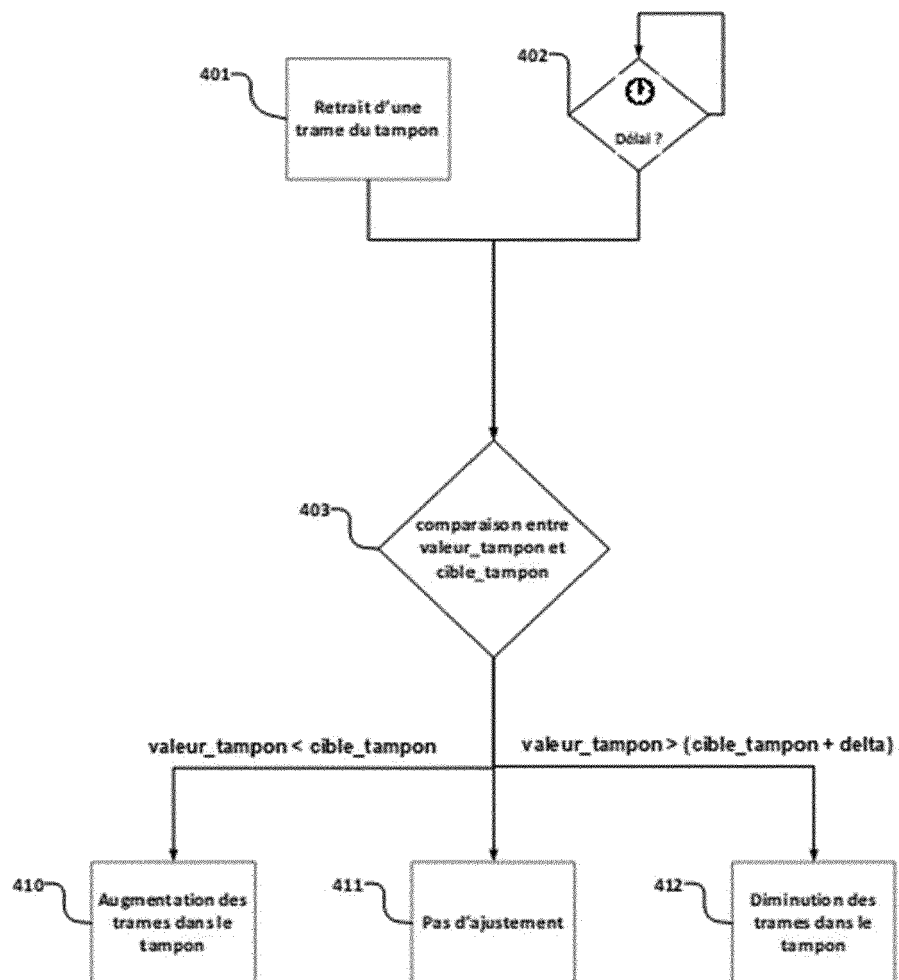 401
Retrait d'une
trame du tampon
402
Délai ?
403
comparaison entre
valeur_tampon et
cible_tampon
valeur_tampon < cible_tampon
valeur_tampon > (cible_tampon + delta)
410
Augmentation des
trames dans le
tampon
411
Pas d'ajustement
412
Diminution des
trames dans le
tampon